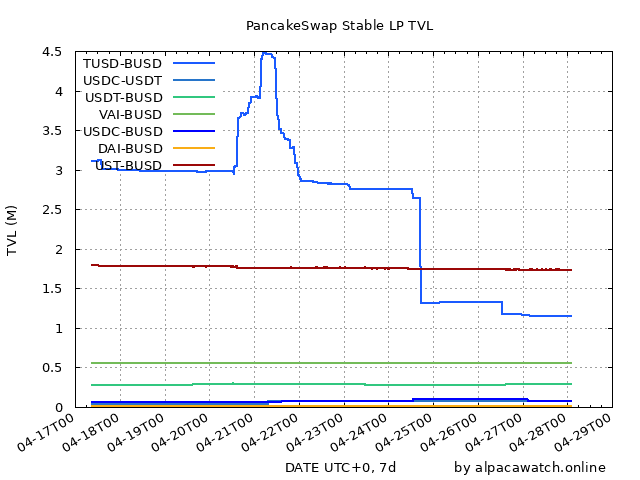 PancakeSwap Stable LP TVL
TUSD-BUSD
USDC-USDT
USDT-BUSD
VAI-BUSD
USDC-BUSD
DAI-BUSD
UST-BUSD
4.5
4
3.5
3
2.5
2
1.5
1
0.5
0
TVL (M)
04-17T00
04-18T00
04-19T00
04-20T00
04-21T00
04-22T00
04-23T00
04-24T00
04-25T00
04-26T00
04-27T00
04-28T00
04-29T00
DATE UTC+0, 7d
by alpacawatch.online